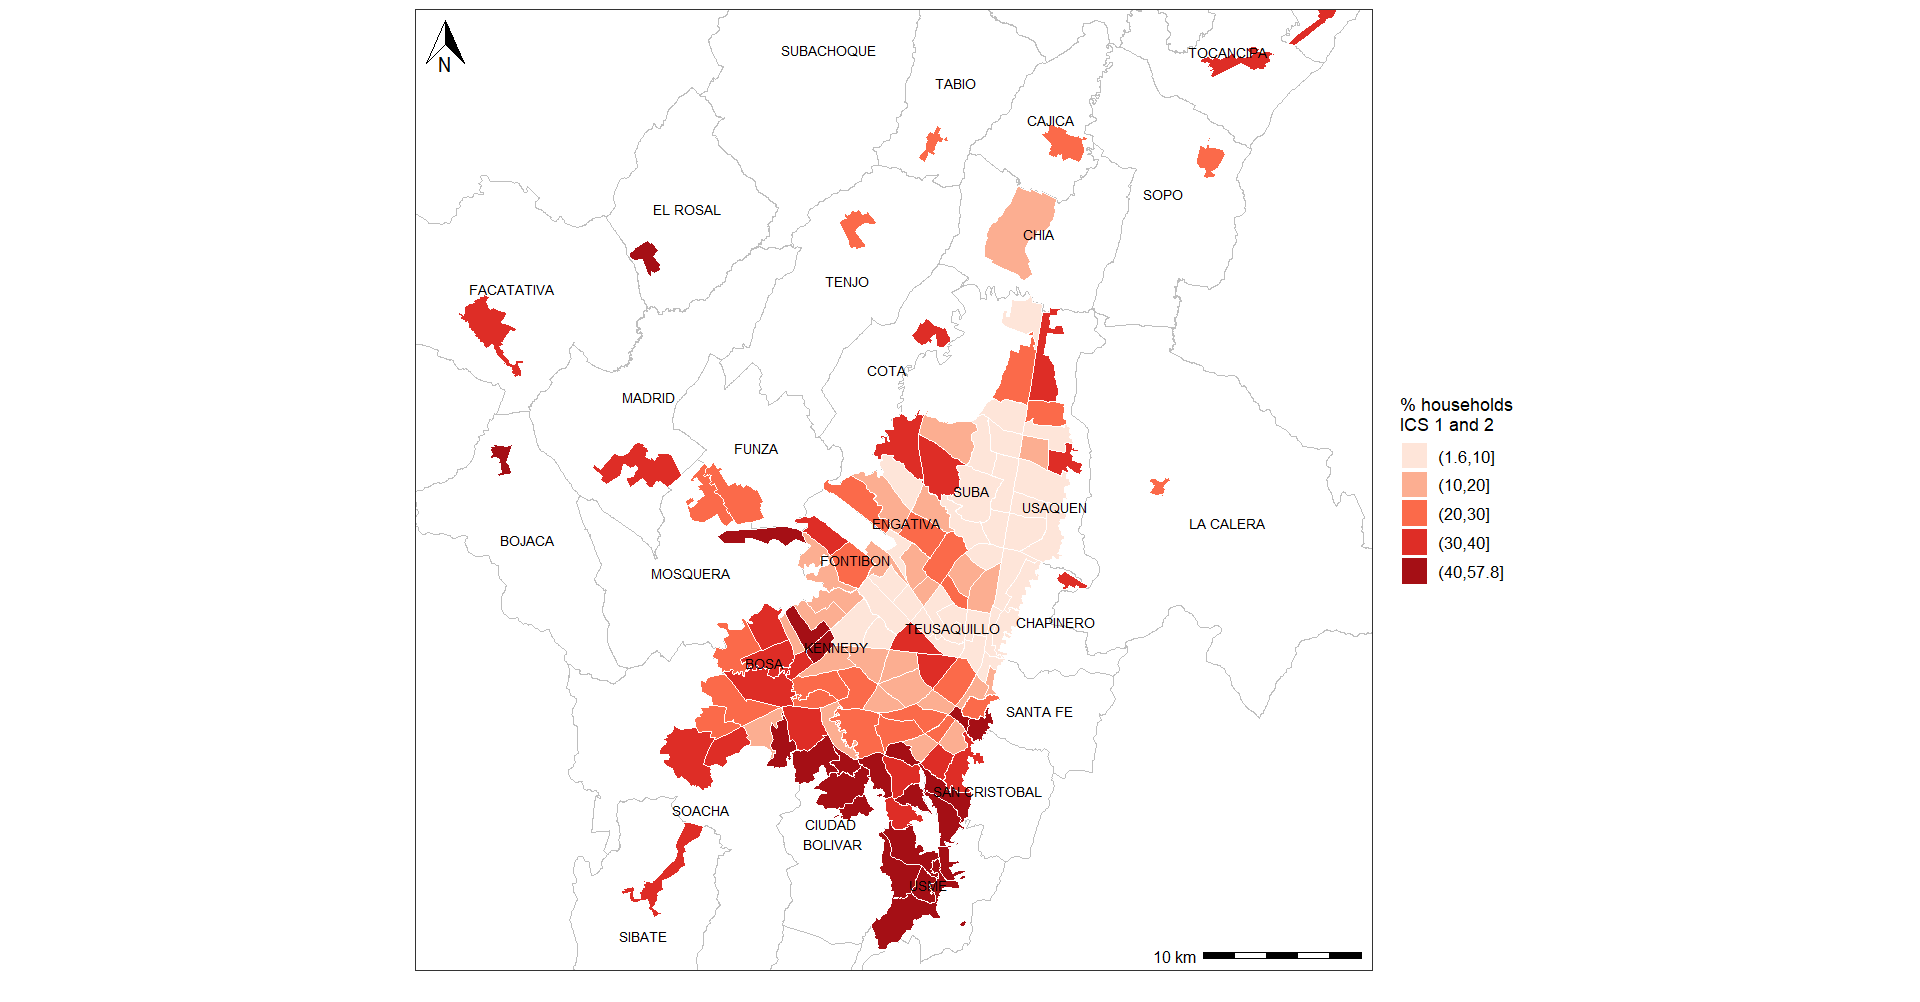 SUBACHOQUE
TOCANCIPA
N
TABIO
CAJICA
SOPO
EL ROSAL
CHIA
TENJO
FACATATIVA
COTA
MADRID
% households
ICS 1 and 2
FUNZA
(1.6,10]
(10,20]
SUBA
USAQUEN
(20,30]
ENGATIVA
LA CALERA
BOJACA
(30,40]
FONTIBON
MOSQUERA
(40,57.8]
CHAPINERO
TEUSAQUILLO
KENNEDY
BOSA
SANTA FE
SAN CRISTOBAL
SOACHA
CIUDAD
BOLIVAR
USME
SIBATE
10 km